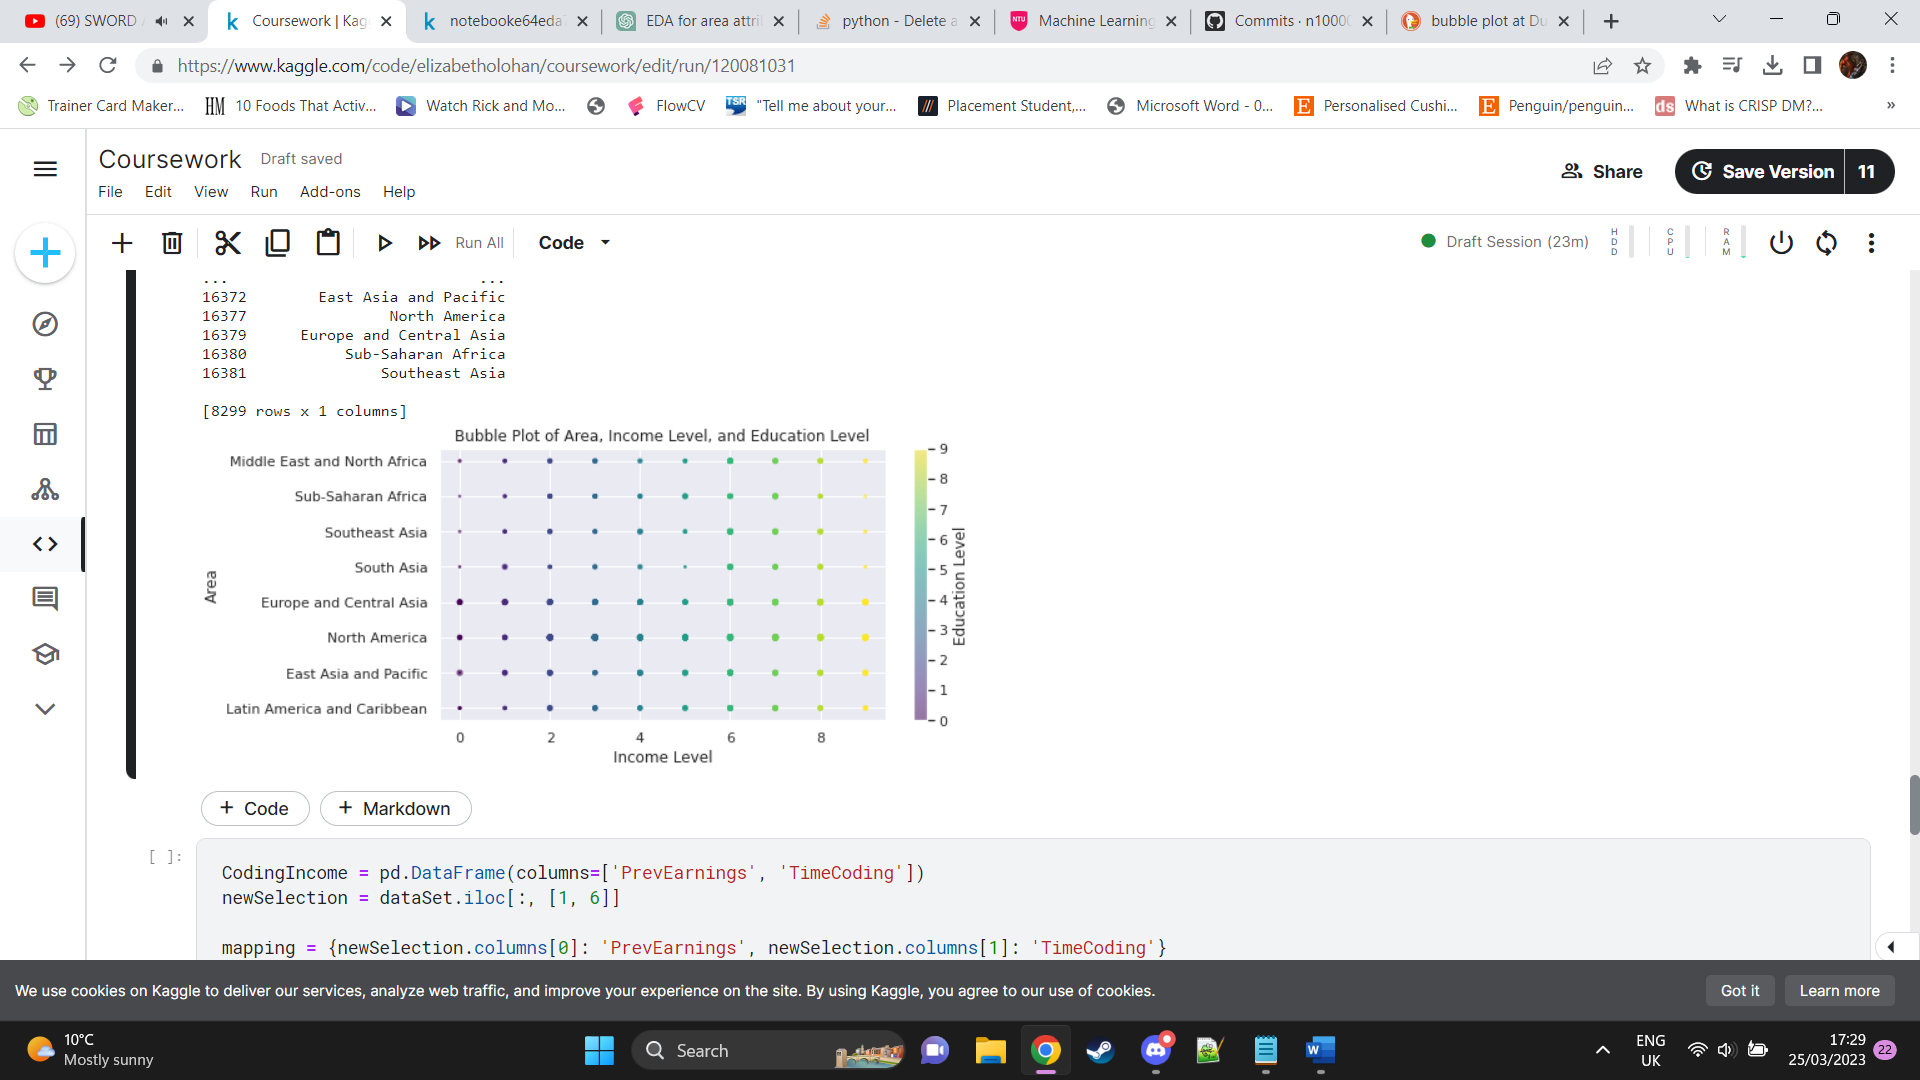 (69) SWORD
Coursework | Kag
notebooke64eda
EDA for area attri
python - Delete a
Machine Learning
Commits · n1000
bubble plot at Du
https://www.kaggle.com/code/elizabetholohan/coursework/edit/run/120081031
Trainer Card Maker...
HM 10 Foods That Activ...
Watch Rick and Mo...
FlowCV
TSR "Tell me about your...
Placement Student,...
Microsoft Word - 0...
E Personalised Cushi...
E Penguin/penguin...
ds What is CRISP DM?...
»
Coursework Draft saved
File Edit View Run Add-ons Help
Share
Save Version 11
Run All
Code
Draft Session (23m)
HDD
CPU
RAM
... ...
16372 East Asia and Pacific
16377 North America
16379 Europe and Central Asia
16380 Sub-Saharan Africa
16381 Southeast Asia
[8299 rows x 1 columns]
Bubble Plot of Area, Income Level, and Education Level
Middle East and North Africa
Sub-Saharan Africa
Southeast Asia
South Asia
Europe and Central Asia
North America
East Asia and Pacific
Latin America and Caribbean
Area
0 2 4 6 8
Income Level
9
8
7
6
5
4
3
2
1
0
Education Level
+ Code
+ Markdown
[ ]:
CodingIncome = pd.DataFrame(columns=['PrevEarnings', 'TimeCoding'])
newSelection = dataSet.iloc[:, [1, 6]]
mapping = {newSelection.columns[0]: 'PrevEarnings', newSelection.columns[1]: 'TimeCoding'}
We use cookies on Kaggle to deliver our services, analyze web traffic, and improve your experience on the site. By using Kaggle, you agree to our use of cookies.
Got it
Learn more
10°C
Mostly sunny
Search
ENG
UK
17:29
25/03/2023
22